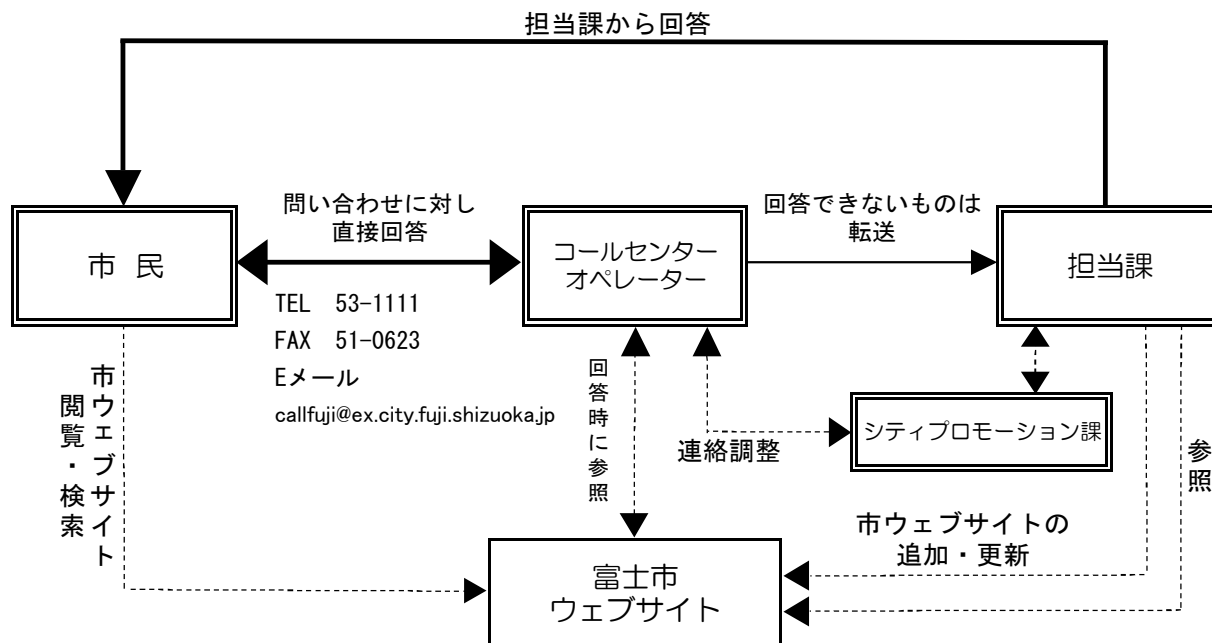 担当課から回答
市 民
問い合わせに対し
直接回答
コールセンター
オペレーター
回答できないものは
転送
担当課
TEL 53-1111
FAX 51-0623
Eメール
callfuji@ex.city.fuji.shizuoka.jp
市ウェブサイト
閲覧・検索
回答時に参照
連絡調整
シティプロモーション課
参照
市ウェブサイトの
追加・更新
富士市
ウェブサイト